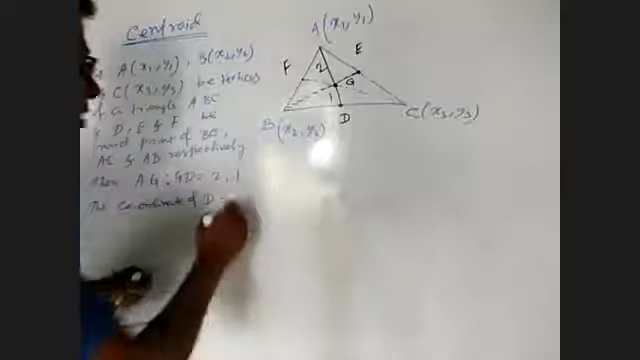 Centroid
A(x₁,y₁), B(x₂,y₂)
C(x₃,y₃) be vertices
of a triangle ABC
D, E & F be
mid point of BC,
AC & AB respectively
Then AG:GD = 2:1
The co-ordinate of D =
A(x₁,y₁)
E
F
2
G
1
D
B(x₂,y₂)
C(x₃,y₃)